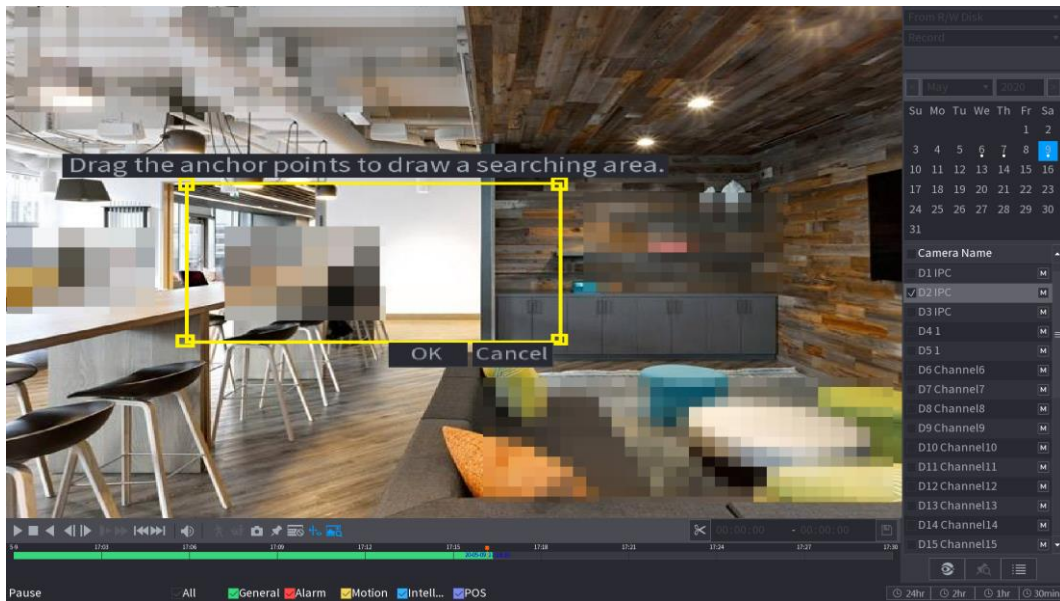 From R/W Disk
Record
May 2020
Su Mo Tu We Th Fr Sa
1 2
3 4 5 6 7 8 9
10 11 12 13 14 15 16
17 18 19 20 21 22 23
24 25 26 27 28 29 30
31
Drag the anchor points to draw a searching area.
OK Cancel
Camera Name
D1 IPC M
D2 IPC M
D3 IPC M
D4 1 M
D5 1 M
D6 Channel6 M
D7 Channel7 M
D8 Channel8 M
D9 Channel9 M
D10 Channel10 M
D11 Channel11 M
D12 Channel12 M
D13 Channel13 M
D14 Channel14 M
D15 Channel15 M
00:00:00 - 00:00:00
5-9 17:03 17:06 17:09 17:12 17:15 17:18 17:21 17:24 17:27 17:30
Pause All General Alarm Motion Intell... POS
24hr 2hr 1hr 30min